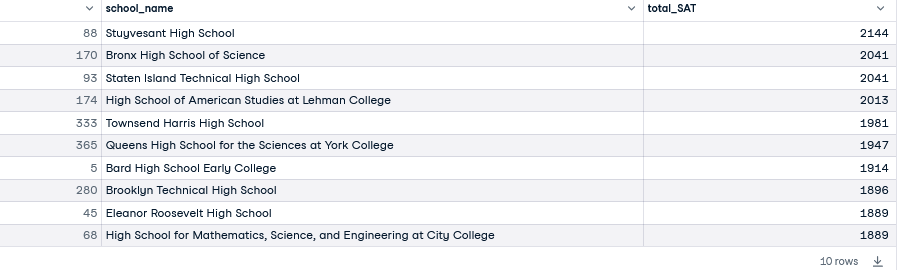 school_name total_SAT
88 Stuyvesant High School 2144
170 Bronx High School of Science 2041
93 Staten Island Technical High School 2041
174 High School of American Studies at Lehman College 2013
333 Townsend Harris High School 1981
365 Queens High School for the Sciences at York College 1947
5 Bard High School Early College 1914
280 Brooklyn Technical High School 1896
45 Eleanor Roosevelt High School 1889
68 High School for Mathematics, Science, and Engineering at City College 1889
10 rows